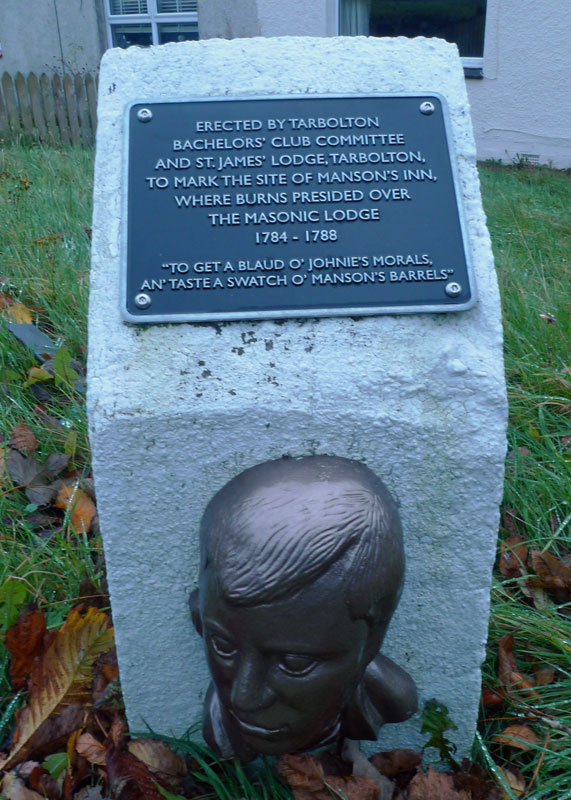 ERECTED BY TARBOLTON
BACHELORS' CLUB COMMITTEE
AND ST. JAMES' LODGE, TARBOLTON,
TO MARK THE SITE OF MANSON'S INN,
WHERE BURNS PRESIDED OVER
THE MASONIC LODGE
1784 - 1788
"TO GET A BLAUD O' JOHNIE'S MORALS,
AN' TASTE A SWATCH O' MANSON'S BARRELS"